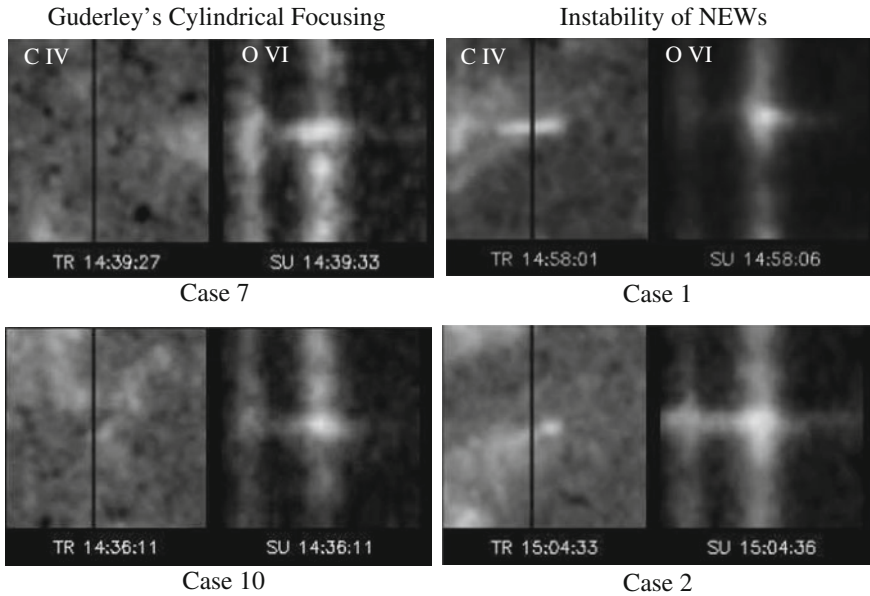 Guderley's Cylindrical Focusing
Instability of NEWs
C IV
O VI
C IV
O VI
TR 14:39:27
SU 14:39:33
TR 14:58:01
SU 14:58:06
Case 7
Case 1
TR 14:36:11
SU 14:36:11
TR 15:04:33
SU 15:04:36
Case 10
Case 2